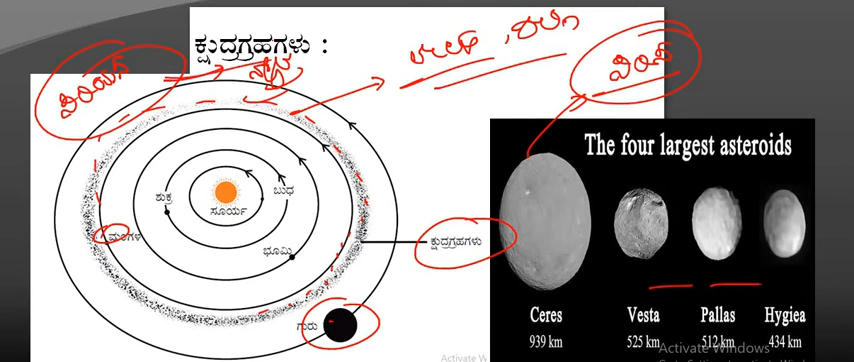 ಕ್ಷುದ್ರಗ್ರಹಗಳು :
The four largest asteroids
ಶುಕ್ರ
ಬುಧ
ಸೂರ್ಯ
ಮಂಗಳ
ಭೂಮಿ
ಕ್ಷುದ್ರಗ್ರಹಗಳು
ಗುರು
Ceres
939 km
Vesta
525 km
Pallas
512 km
Hygiea
434 km
Activate W
Activate Windows